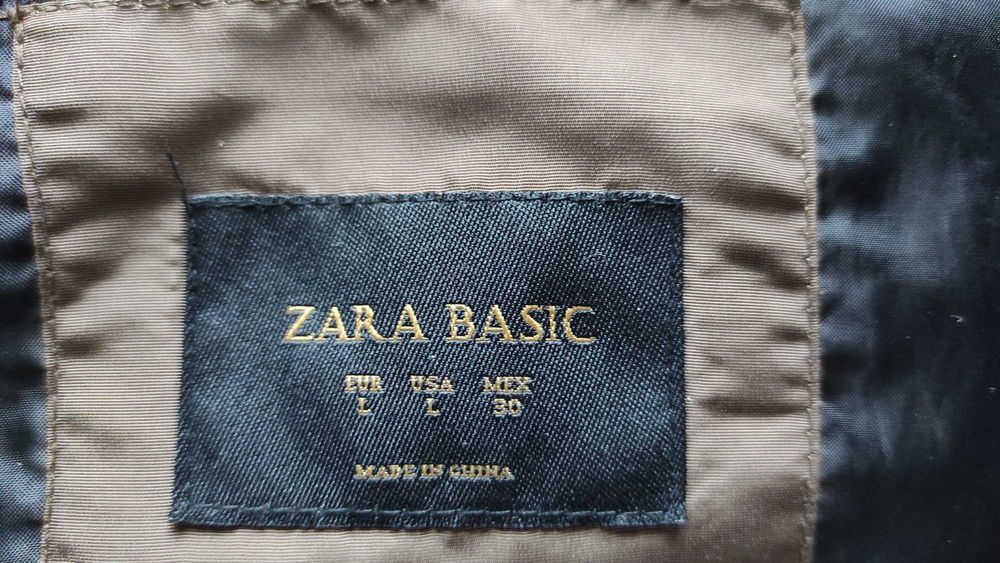 ZARA BASIC
EUR USA MEX
L L 30
MADE IN CHINA